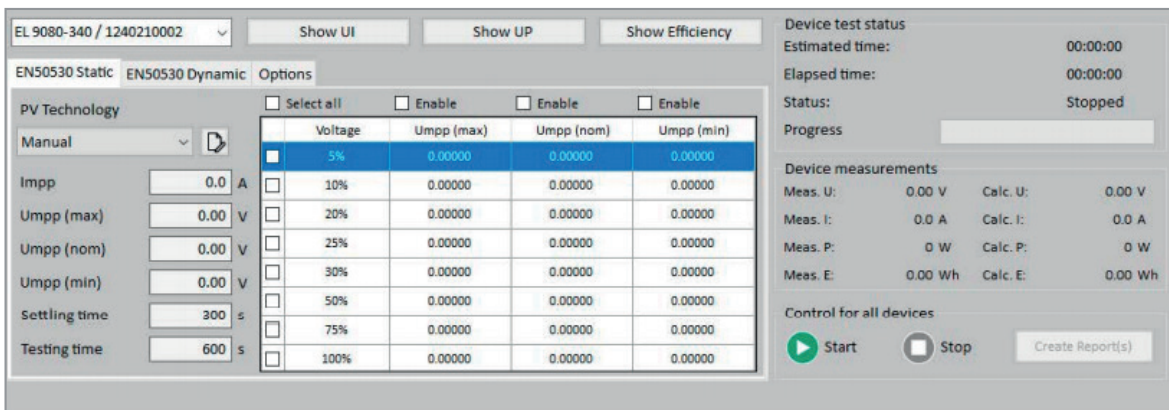 EL 9080-340 / 1240210002 Show UI Show UP Show Efficiency
EN50530 Static EN50530 Dynamic Options
PV Technology
Manual
Impp 0.0 A
Umpp (max) 0.00 V
Umpp (nom) 0.00 V
Umpp (min) 0.00 V
Settling time 300 s
Testing time 600 s
Select all Enable Enable Enable
Voltage Umpp (max) Umpp (nom) Umpp (min)
5% 0.00000 0.00000 0.00000
10% 0.00000 0.00000 0.00000
20% 0.00000 0.00000 0.00000
25% 0.00000 0.00000 0.00000
30% 0.00000 0.00000 0.00000
50% 0.00000 0.00000 0.00000
75% 0.00000 0.00000 0.00000
100% 0.00000 0.00000 0.00000
Device test status
Estimated time: 00:00:00
Elapsed time: 00:00:00
Status: Stopped
Progress
Device measurements
Meas. U: 0.00 V Calc. U: 0.00 V
Meas. I: 0.0 A Calc. I: 0.0 A
Meas. P: 0 W Calc. P: 0 W
Meas. E: 0.00 Wh Calc. E: 0.00 Wh
Control for all devices
Start Stop Create Report(s)